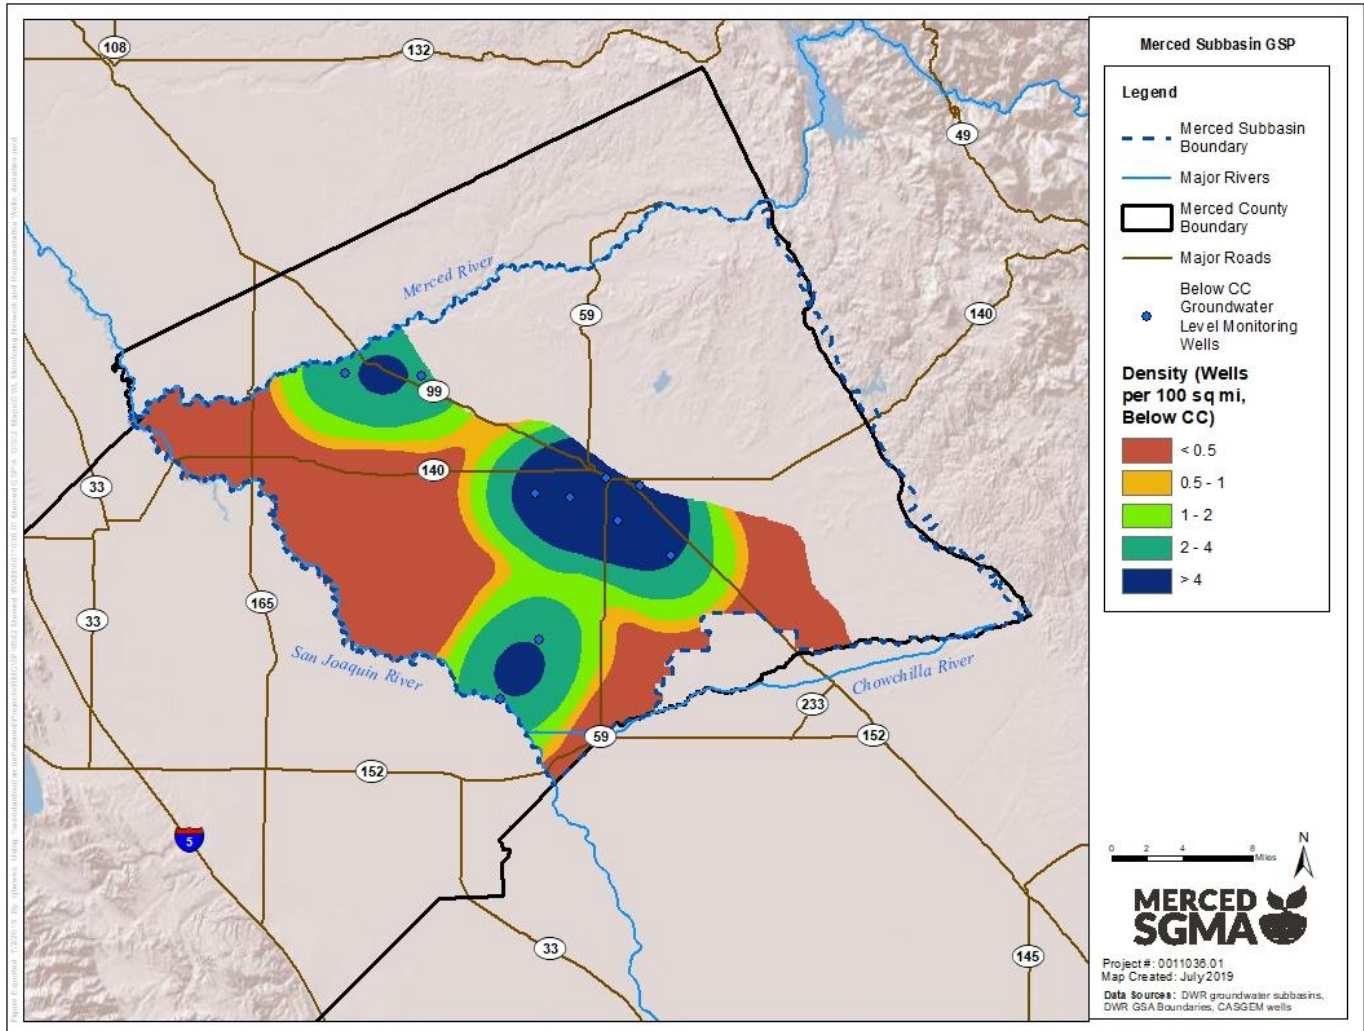 Merced Subbasin GSP
Legend
Merced Subbasin
Boundary
Major Rivers
Merced County
Boundary
Major Roads
Below CC
Groundwater
Level Monitoring
Wells
Density (Wells
per 100 sq mi,
Below CC)
< 0.5
0.5 - 1
1 - 2
2 - 4
> 4
108
132
49
Merced River
59
140
99
140
33
165
33
San Joaquin River
Chowchilla River
233
59
152
152
5
33
145
N
0 2 4 8
Miles
MERCED
SGMA
Project #: 0011036.01
Map Created: July 2019
Data Sources: DWR groundwater subbasins,
DWR GSA Boundaries, CASGEM wells